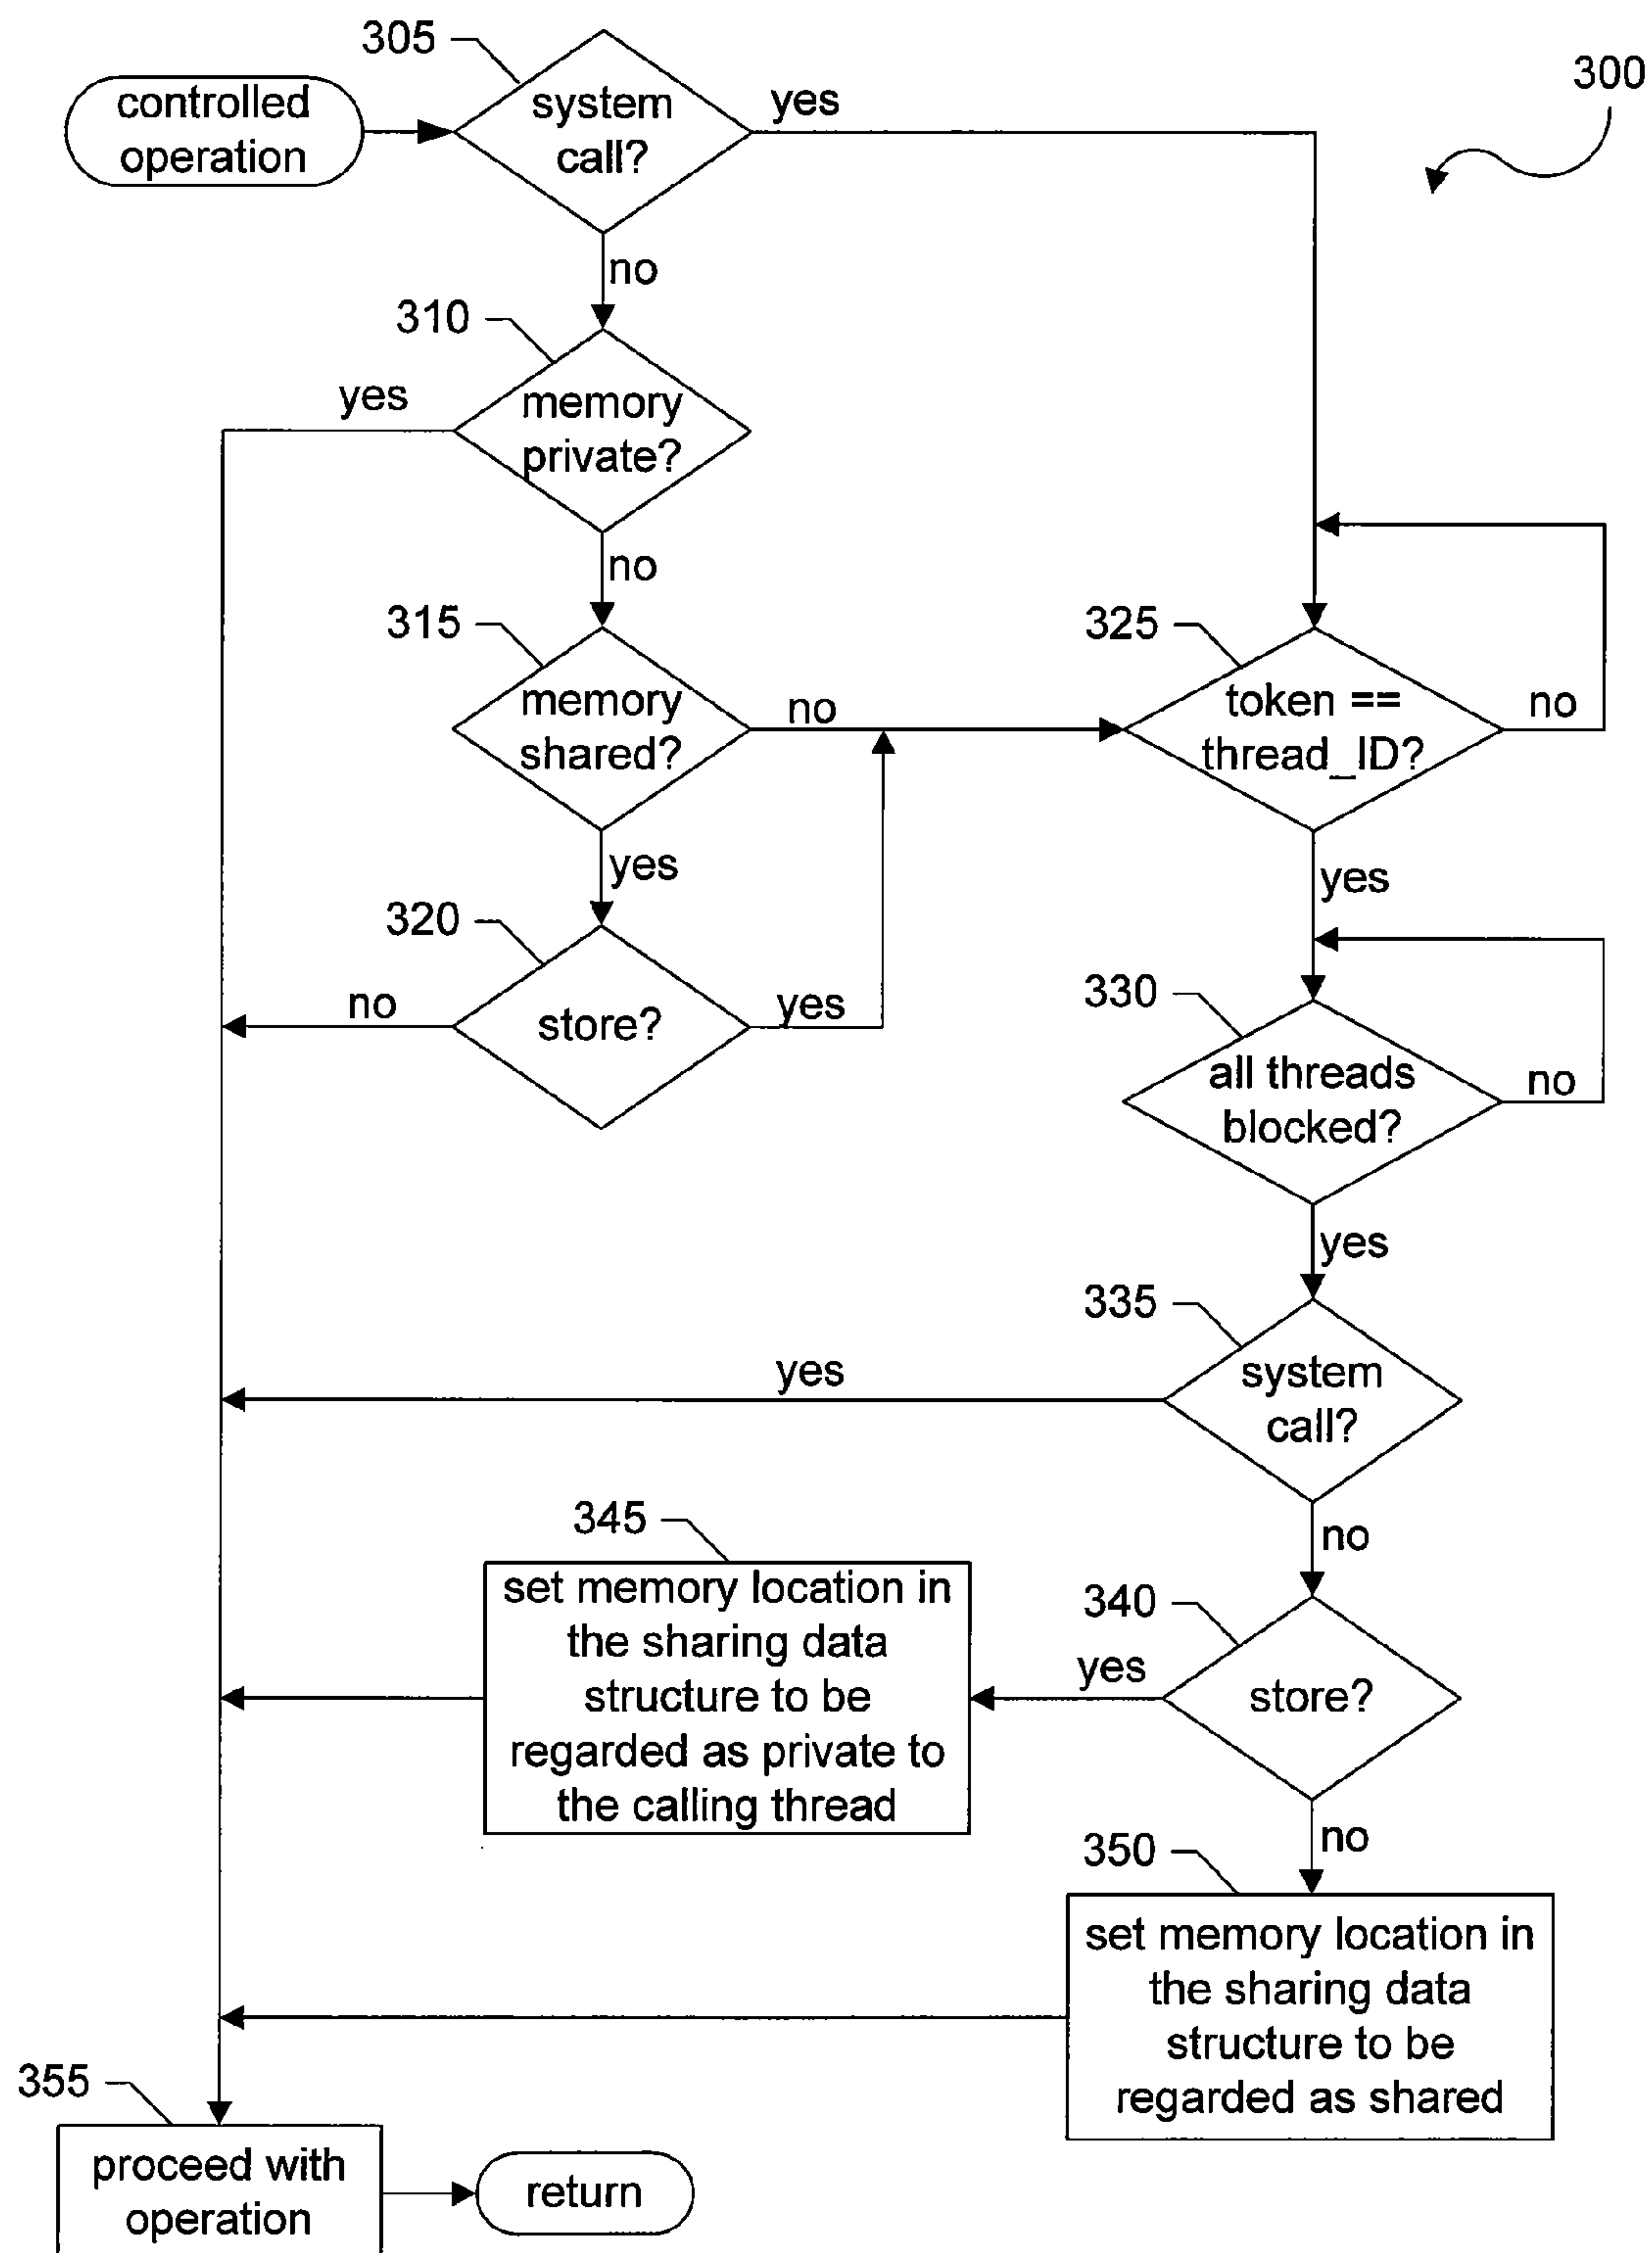 305
300
controlled
operation
system
call?
yes
no
310
yes
memory
private?
no
315
325
memory
shared?
no
token ==
thread_ID?
no
yes
yes
320
330
no
store?
yes
all threads
blocked?
no
yes
335
yes
system
call?
345
no
set memory location in
the sharing data
structure to be
regarded as private to
the calling thread
340
yes
store?
no
350
set memory location in
the sharing data
structure to be
regarded as shared
355
proceed with
operation
return